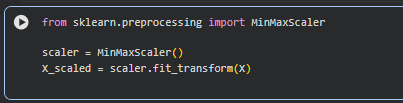 from sklearn.preprocessing import MinMaxScaler
scaler = MinMaxScaler()
X_scaled = scaler.fit_transform(X)